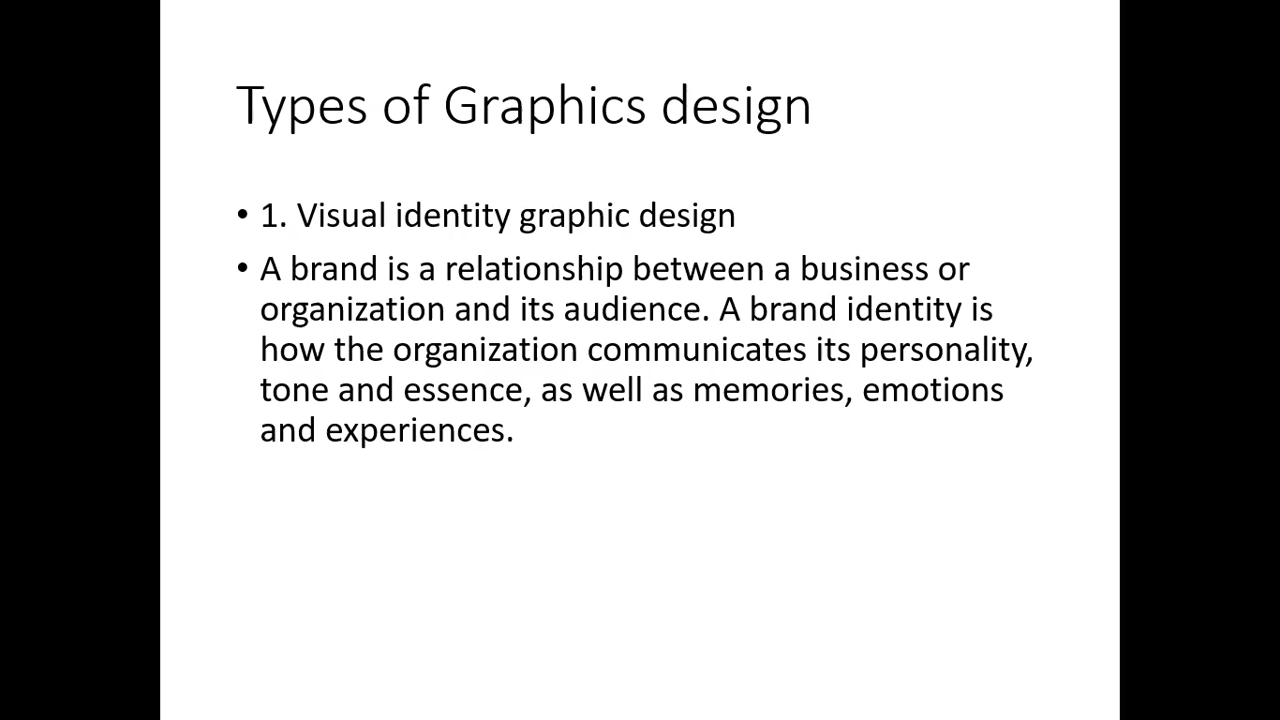 Types of Graphics design
• 1. Visual identity graphic design
• A brand is a relationship between a business or
organization and its audience. A brand identity is
how the organization communicates its personality,
tone and essence, as well as memories, emotions
and experiences.